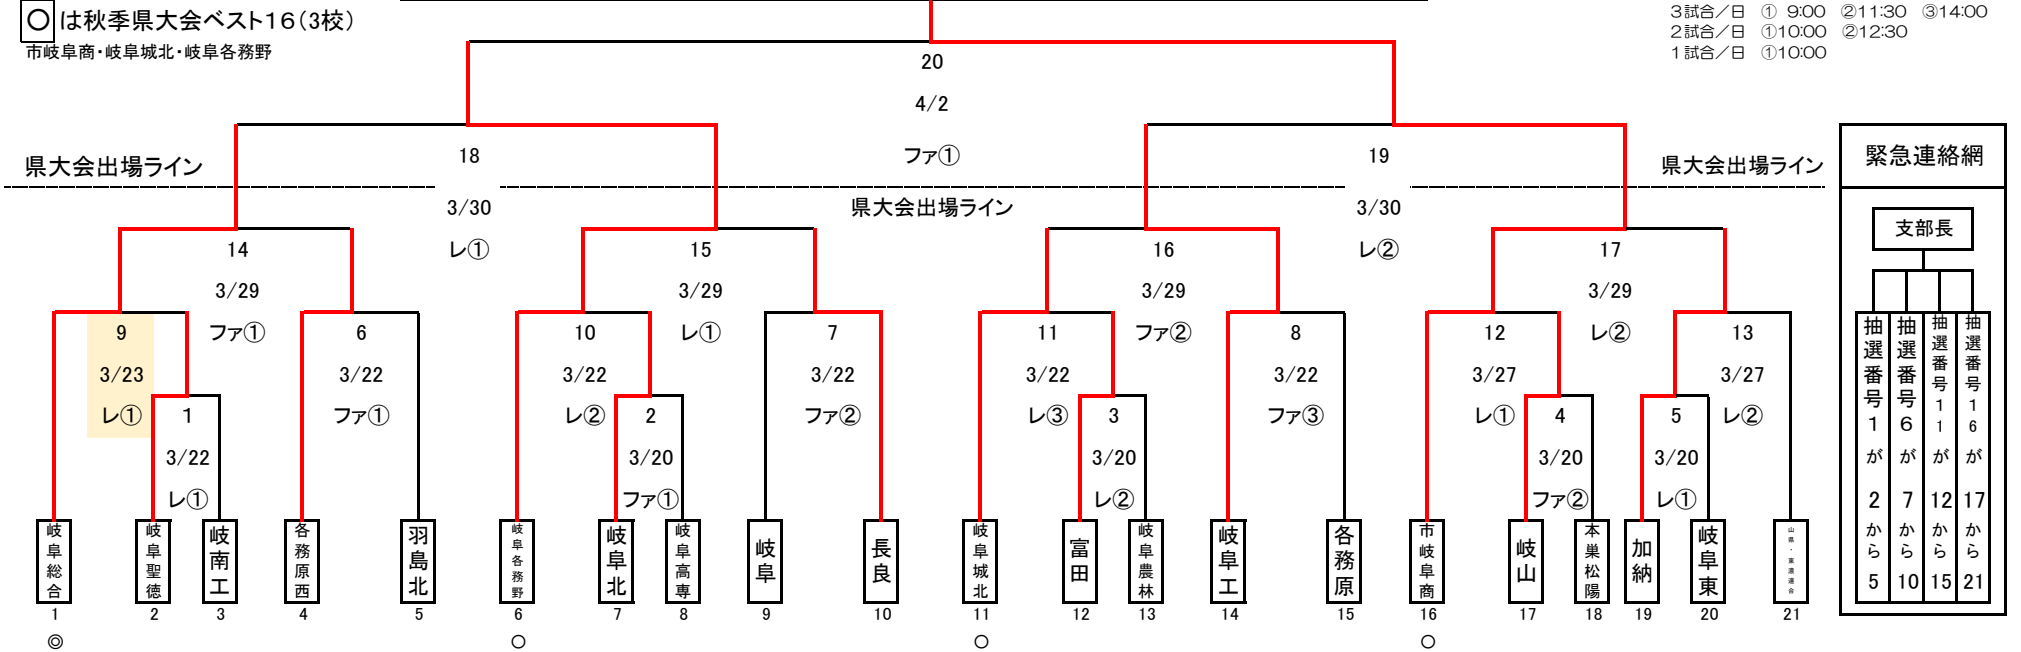 ○は秋季県大会ベスト１６（３校）
市岐阜商・岐阜城北・岐阜各務野
３試合／日　① 9:00　②11:30　③14:00
２試合／日　①10:00　②12:30
１試合／日　①10:00
20
4/2
ファ①
県大会出場ライン
県大会出場ライン
県大会出場ライン
18
3/30
レ①
19
3/30
レ②
14
3/29
ファ①
15
3/29
レ①
16
3/29
ファ②
17
3/29
レ②
9
3/23
レ①
6
3/22
ファ①
10
3/22
レ②
7
3/22
ファ②
11
3/22
レ③
8
3/22
ファ③
12
3/27
レ①
13
3/27
レ②
1
3/22
レ①
2
3/20
ファ①
3
3/20
レ②
4
3/20
ファ②
5
3/20
レ①
岐阜総合
1
◎
岐阜聖徳
2
岐南工
3
各務原西
4
羽島北
5
岐阜各務野
6
○
岐阜北
7
岐阜高専
8
岐阜
9
長良
10
岐阜城北
11
○
富田
12
岐阜農林
13
岐阜工
14
各務原
15
市岐阜商
16
○
岐山
17
本巣松陽
18
加納
19
岐阜東
20
山県・東濃連合
21
緊急連絡網
支部長
抽選番号1が2から5
抽選番号6が7から10
抽選番号11が12から15
抽選番号16が17から21